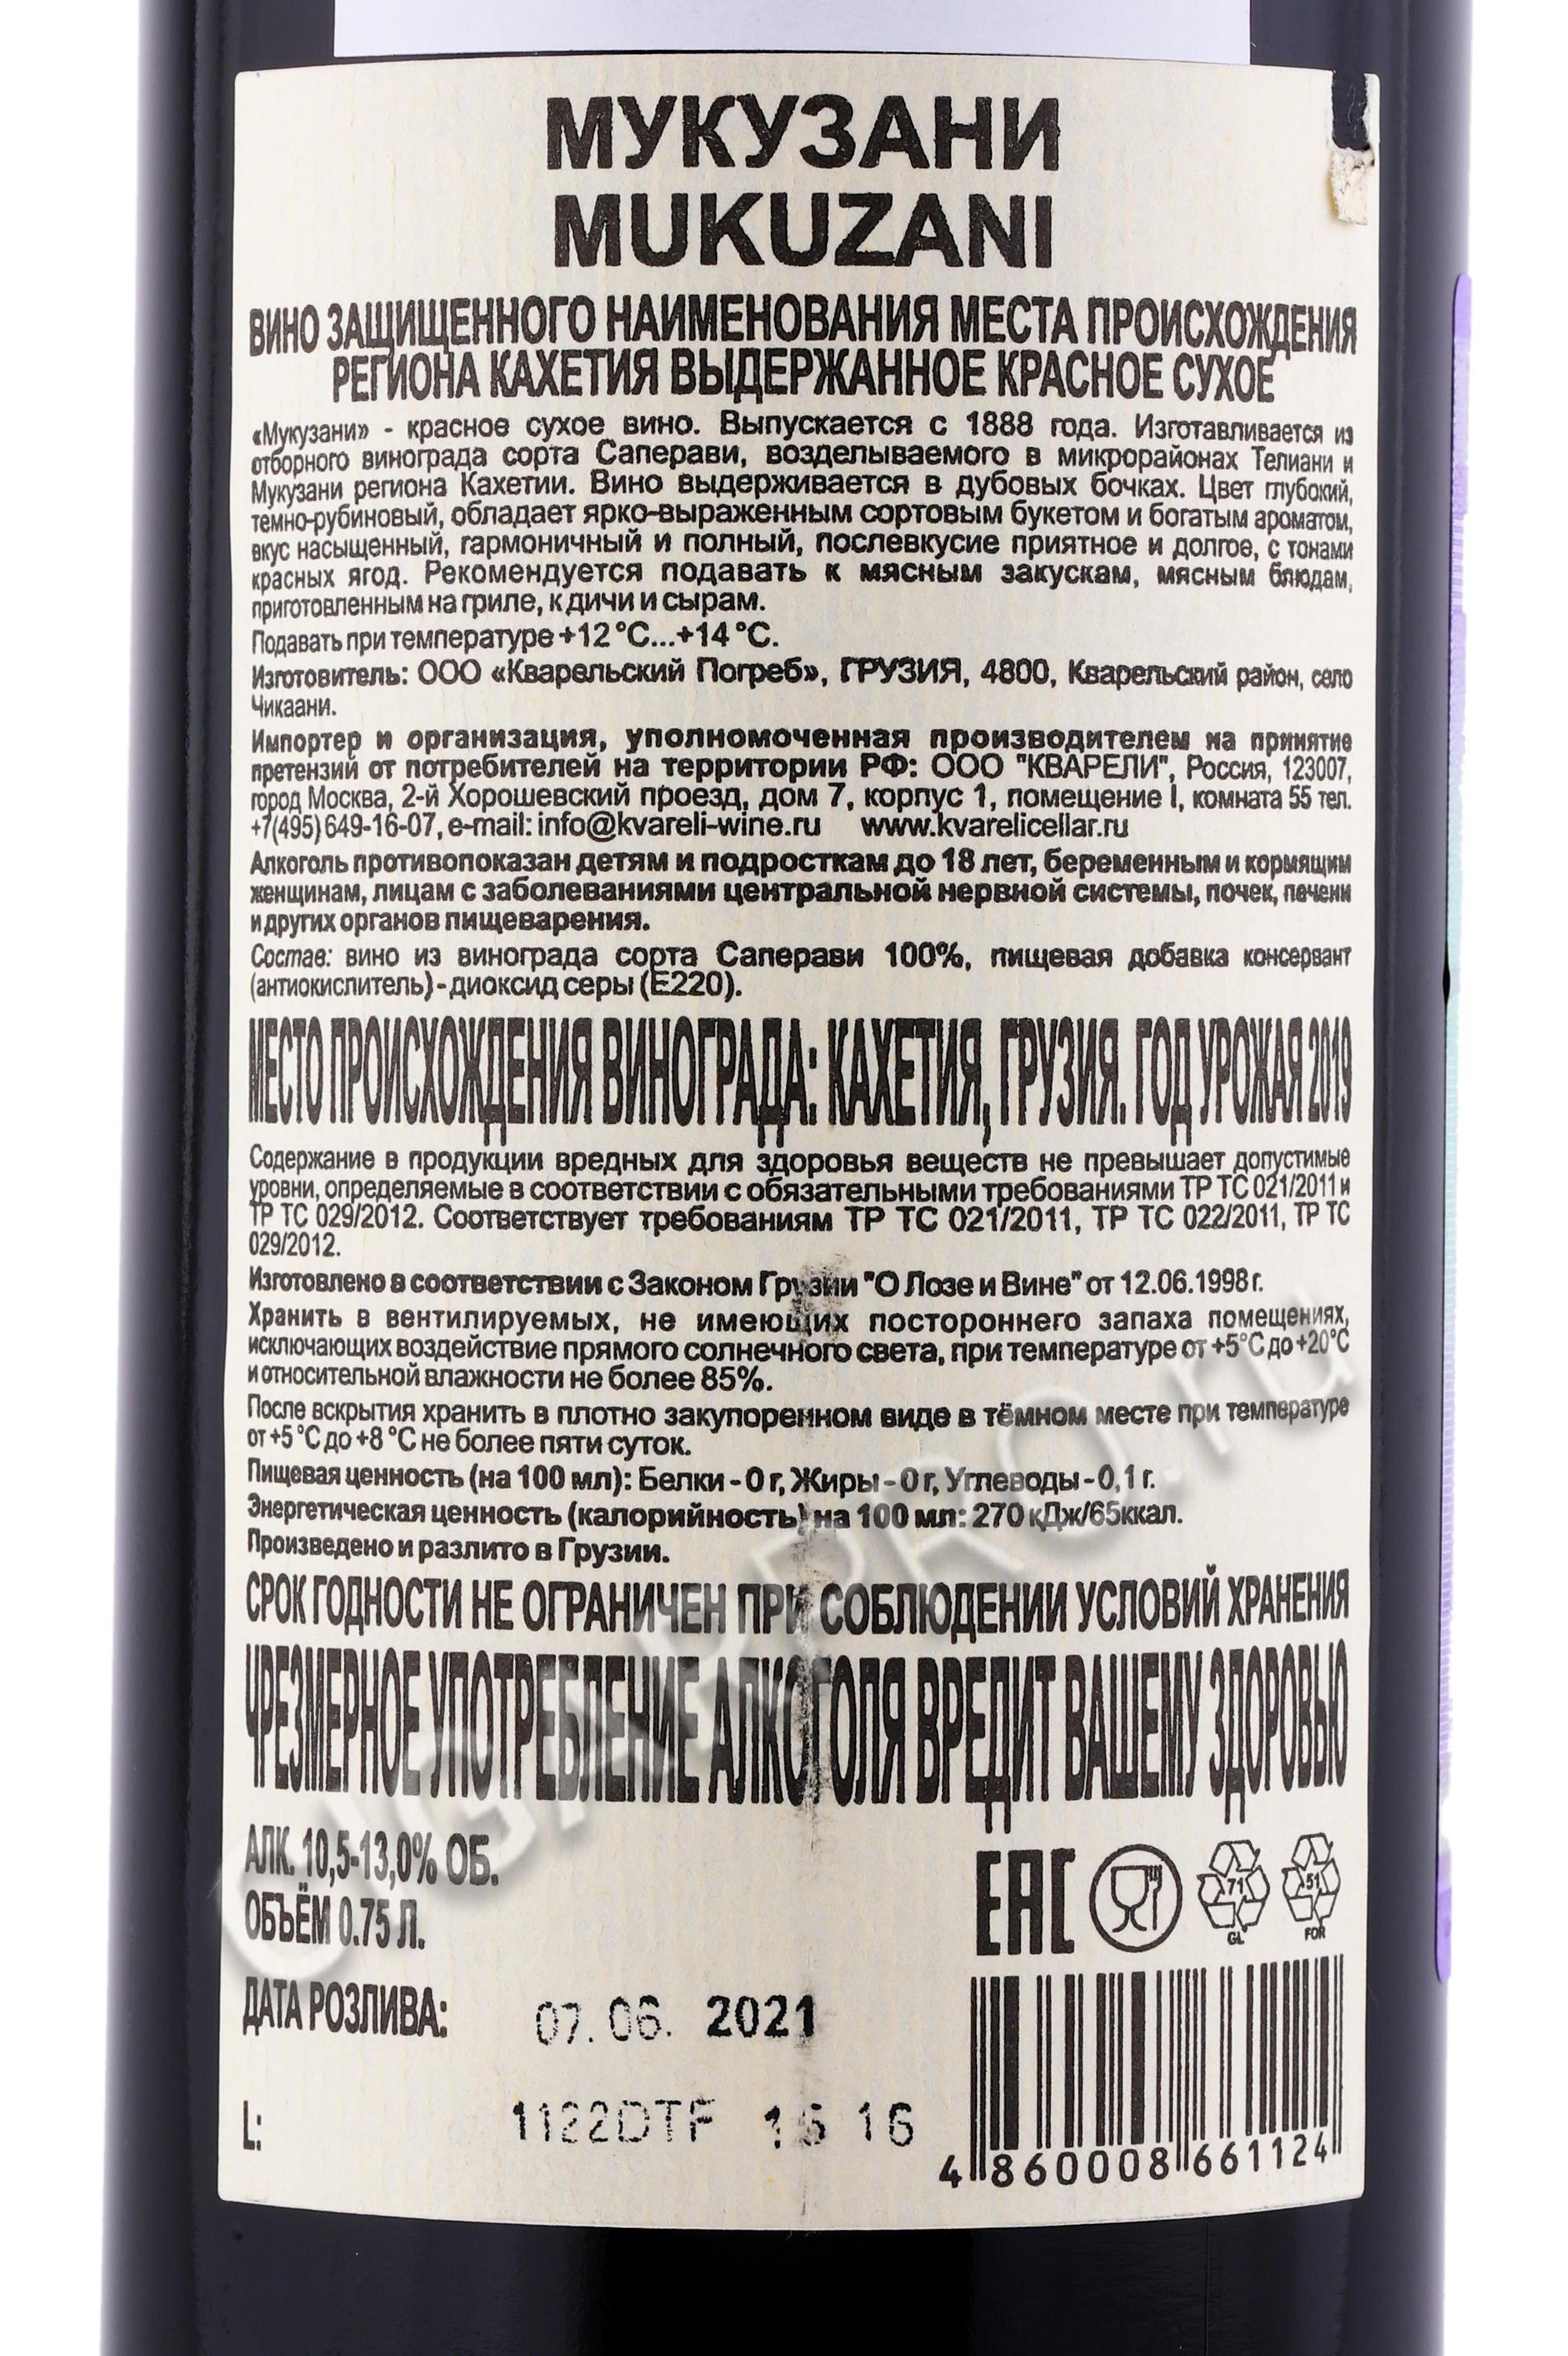 МУКУЗАНИ
MUKUZANI
ВИНО ЗАЩИЩЕННОГО НАИМЕНОВАНИЯ МЕСТА ПРОИСХОЖДЕНИЯ
РЕГИОНА КАХЕТИЯ ВЫДЕРЖАННОЕ КРАСНОЕ СУХОЕ
«Мукузани» - красное сухое вино. Выпускается с 1888 года. Изготавливается из
отборного винограда сорта Саперави, возделываемого в микрорайонах Телиани и
Мукузани региона Кахетии. Вино выдерживается в дубовых бочках. Цвет глубокий,
темно-рубиновый, обладает ярко-выраженным сортовым букетом и богатым ароматом,
вкус насыщенный, гармоничный и полный, послевкусие приятное и долгое, с тонами
красных ягод. Рекомендуется подавать к мясным закускам, мясным блюдам,
приготовленным на гриле, к дичи и сырам.
Подавать при температуре +12 °С...+14 °С.
Изготовитель: ООО «Кварельский Погреб», ГРУЗИЯ, 4800, Кварельский район, село
Чикаани.
Импортер и организация, уполномоченная производителем на принятие
претензий от потребителей на территории РФ: ООО "КВАРЕЛИ", Россия, 123007,
город Москва, 2-й Хорошевский проезд, дом 7, корпус 1, помещение I, комната 55 тел.
+7(495) 649-16-07, e-mail: info@kvareli-wine.ru www.kvarelicellar.ru
Алкоголь противопоказан детям и подросткам до 18 лет, беременным и кормящим
женщинам, лицам с заболеваниями центральной нервной системы, почек, печени
и других органов пищеварения.
Состав: вино из винограда сорта Саперави 100%, пищевая добавка консервант
(антиокислитель) - диоксид серы (Е220).
МЕСТО ПРОИСХОЖДЕНИЯ ВИНОГРАДА: КАХЕТИЯ, ГРУЗИЯ. ГОД УРОЖАЯ 2019
Содержание в продукции вредных для здоровья веществ не превышает допустимые
уровни, определяемые в соответствии с обязательными требованиями ТР ТС 021/2011 и
ТР ТС 029/2012. Соответствует требованиям ТР ТС 021/2011, ТР ТС 022/2011, ТР ТС
029/2012.
Изготовлено в соответствии с Законом Грузии "О Лозе и Вине" от 12.06.1998 г.
Хранить в вентилируемых, не имеющих постороннего запаха помещениях,
исключающих воздействие прямого солнечного света, при температуре от +5°С до +20°С
и относительной влажности не более 85%.
После вскрытия хранить в плотно закупоренном виде в тёмном месте при температуре
от +5 °С до +8 °С не более пяти суток.
Пищевая ценность (на 100 мл): Белки - 0 г, Жиры - 0 г, Углеводы - 0,1 г.
Энергетическая ценность (калорийность) на 100 мл: 270 кДж/65ккал.
Произведено и разлито в Грузии.
СРОК ГОДНОСТИ НЕ ОГРАНИЧЕН ПРИ СОБЛЮДЕНИИ УСЛОВИЙ ХРАНЕНИЯ
ЧРЕЗМЕРНОЕ УПОТРЕБЛЕНИЕ АЛКОГОЛЯ ВРЕДИТ ВАШЕМУ ЗДОРОВЬЮ
АЛК. 10,5-13,0% ОБ.
ОБЪЁМ 0.75 Л.
EAC
71
GL
51
FOR
ДАТА РОЗЛИВА: 07. 06. 2021
L: 1122DTF 15 16
4 860008 661124
CIGARPRO.ru